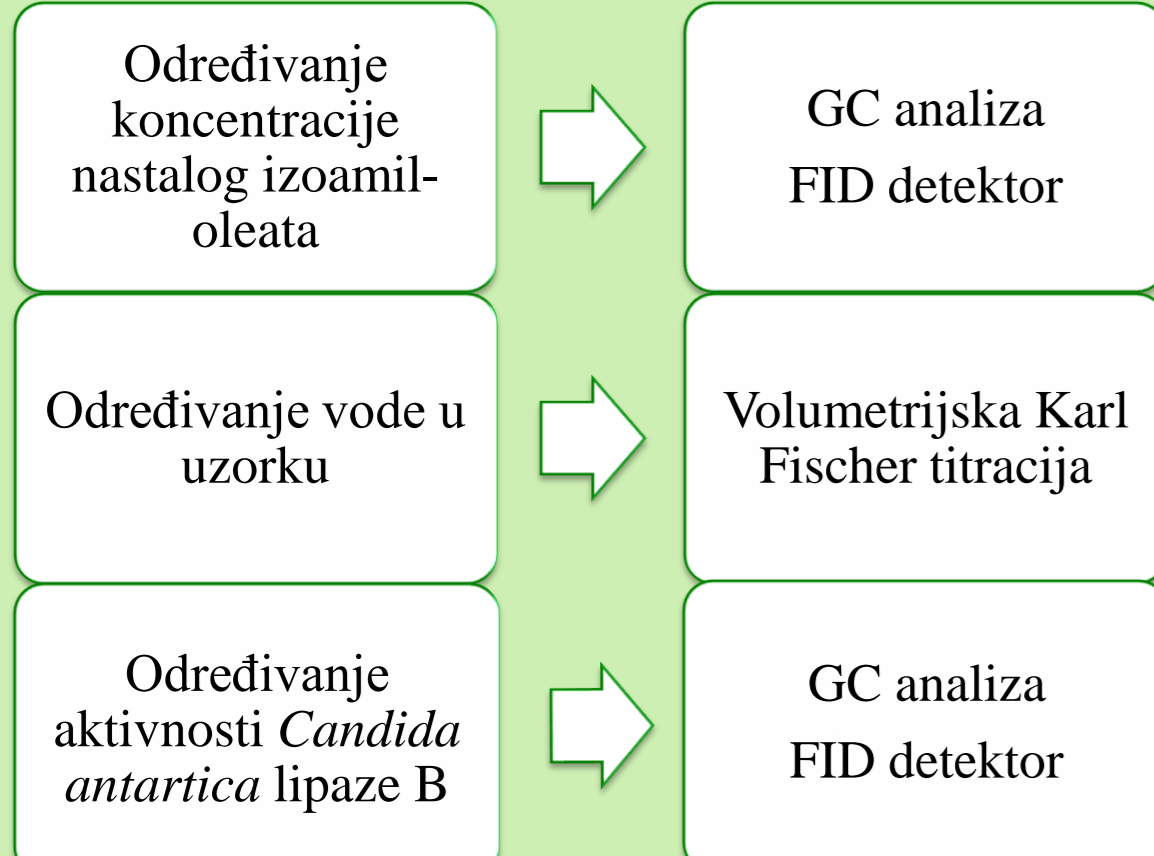 Određivanje
koncentracije
nastalog izoamil-
oleata
GC analiza
FID detektor
Određivanje vode u
uzorku
Volumetrijska Karl
Fischer titracija
Određivanje
aktivnosti Candida
antartica lipaze B
GC analiza
FID detektor